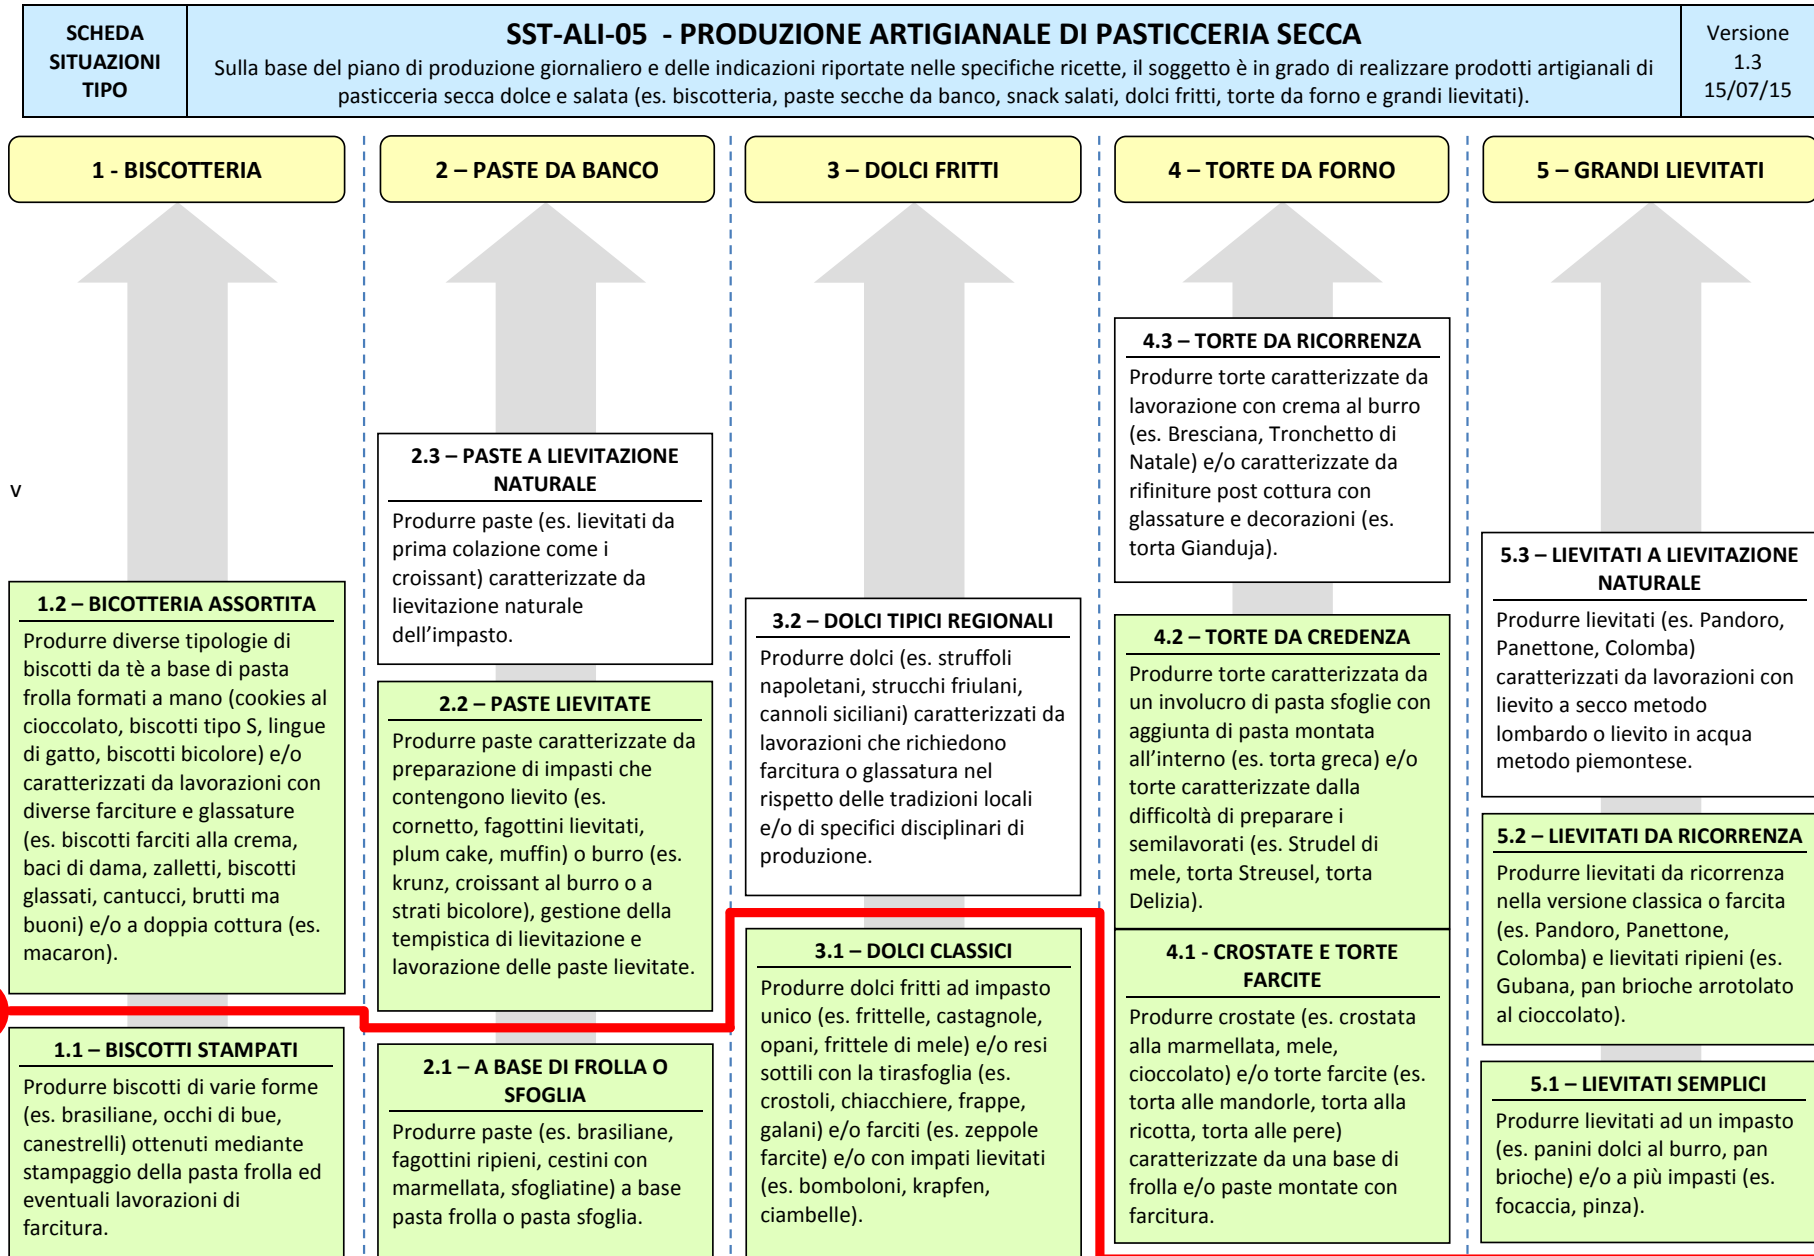 SCHEDA
SITUAZIONI
TIPO
SST-ALI-05 - PRODUZIONE ARTIGIANALE DI PASTICCERIA SECCA
Sulla base del piano di produzione giornaliero e delle indicazioni riportate nelle specifiche ricette, il soggetto è in grado di realizzare prodotti artigianali di
pasticceria secca dolce e salata (es. biscotteria, paste secche da banco, snack salati, dolci fritti, torte da forno e grandi lievitati).
Versione
1.3
15/07/15
1 - BISCOTTERIA
v
1.2 – BICOTTERIA ASSORTITA
Produrre diverse tipologie di
biscotti da tè a base di pasta
frolla formati a mano (cookies al
cioccolato, biscotti tipo S, lingue
di gatto, biscotti bicolore) e/o
caratterizzati da lavorazioni con
diverse farciture e glassature
(es. biscotti farciti alla crema,
baci di dama, zalletti, biscotti
glassati, cantucci, brutti ma
buoni) e/o a doppia cottura (es.
macaron).
1.1 – BISCOTTI STAMPATI
Produrre biscotti di varie forme
(es. brasiliane, occhi di bue,
canestrelli) ottenuti mediante
stampaggio della pasta frolla ed
eventuali lavorazioni di
farcitura.
2 – PASTE DA BANCO
2.3 – PASTE A LIEVITAZIONE
NATURALE
Produrre paste (es. lievitati da
prima colazione come i
croissant) caratterizzate da
lievitazione naturale
dell’impasto.
2.2 – PASTE LIEVITATE
Produrre paste caratterizzate da
preparazione di impasti che
contengono lievito (es.
cornetto, fagottini lievitati,
plum cake, muffin) o burro (es.
krunz, croissant al burro o a
strati bicolore), gestione della
tempistica di lievitazione e
lavorazione delle paste lievitate.
2.1 – A BASE DI FROLLA O
SFOGLIA
Produrre paste (es. brasiliane,
fagottini ripieni, cestini con
marmellata, sfogliatine) a base
pasta frolla o pasta sfoglia.
3 – DOLCI FRITTI
3.2 – DOLCI TIPICI REGIONALI
Produrre dolci (es. struffoli
napoletani, strucchi friulani,
cannoli siciliani) caratterizzati da
lavorazioni che richiedono
farcitura o glassatura nel
rispetto delle tradizioni locali
e/o di specifici disciplinari di
produzione.
3.1 – DOLCI CLASSICI
Produrre dolci fritti ad impasto
unico (es. frittelle, castagnole,
opani, frittele di mele) e/o resi
sottili con la tirasfoglia (es.
crostoli, chiacchiere, frappe,
galani) e/o farciti (es. zeppole
farcite) e/o con impati lievitati
(es. bomboloni, krapfen,
ciambelle).
4 – TORTE DA FORNO
4.3 – TORTE DA RICORRENZA
Produrre torte caratterizzate da
lavorazione con crema al burro
(es. Bresciana, Tronchetto di
Natale) e/o caratterizzate da
rifiniture post cottura con
glassature e decorazioni (es.
torta Gianduja).
4.2 – TORTE DA CREDENZA
Produrre torte caratterizzata da
un involucro di pasta sfoglie con
aggiunta di pasta montata
all’interno (es. torta greca) e/o
torte caratterizzate dalla
difficoltà di preparare i
semilavorati (es. Strudel di
mele, torta Streusel, torta
Delizia).
4.1 - CROSTATE E TORTE
FARCITE
Produrre crostate (es. crostata
alla marmellata, mele,
cioccolato) e/o torte farcite (es.
torta alle mandorle, torta alla
ricotta, torta alle pere)
caratterizzate da una base di
frolla e/o paste montate con
farcitura.
5 – GRANDI LIEVITATI
5.3 – LIEVITATI A LIEVITAZIONE
NATURALE
Produrre lievitati (es. Pandoro,
Panettone, Colomba)
caratterizzati da lavorazioni con
lievito a secco metodo
lombardo o lievito in acqua
metodo piemontese.
5.2 – LIEVITATI DA RICORRENZA
Produrre lievitati da ricorrenza
nella versione classica o farcita
(es. Pandoro, Panettone,
Colomba) e lievitati ripieni (es.
Gubana, pan brioche arrotolato
al cioccolato).
5.1 – LIEVITATI SEMPLICI
Produrre lievitati ad un impasto
(es. panini dolci al burro, pan
brioche) e/o a più impasti (es.
focaccia, pinza).